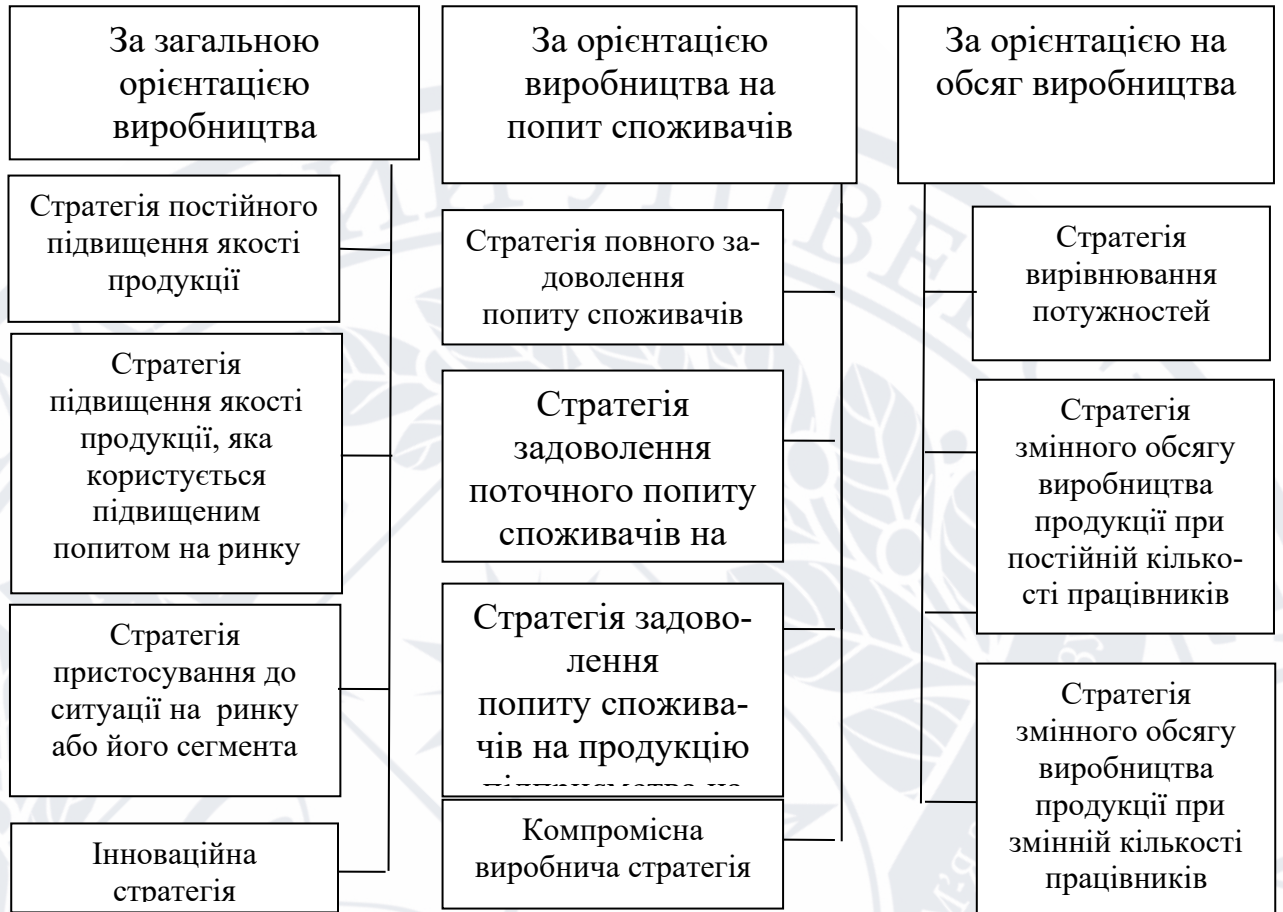 За загальною
орієнтацією
виробництва
Стратегія постійного
підвищення якості
продукції
Стратегія
підвищення якості
продукції, яка
користується
підвищеним
попитом на ринку
Стратегія
пристосування до
ситуації на ринку
або його сегмента
Інноваційна
стратегія
За орієнтацією
виробництва на
попит споживачів
Стратегія повного за-
доволення
попиту споживачів
Стратегія
задоволення
поточного попиту
споживачів на
Стратегія задово-
лення
попиту спожива-
чів на продукцію
Компромісна
виробнича стратегія
За орієнтацією на
обсяг виробництва
Стратегія
вирівнювання
потужностей
Стратегія
змінного обсягу
виробництва
продукції при
постійній кілько-
сті працівників
Стратегія
змінного обсягу
виробництва
продукції при
змінній кількості
працівників